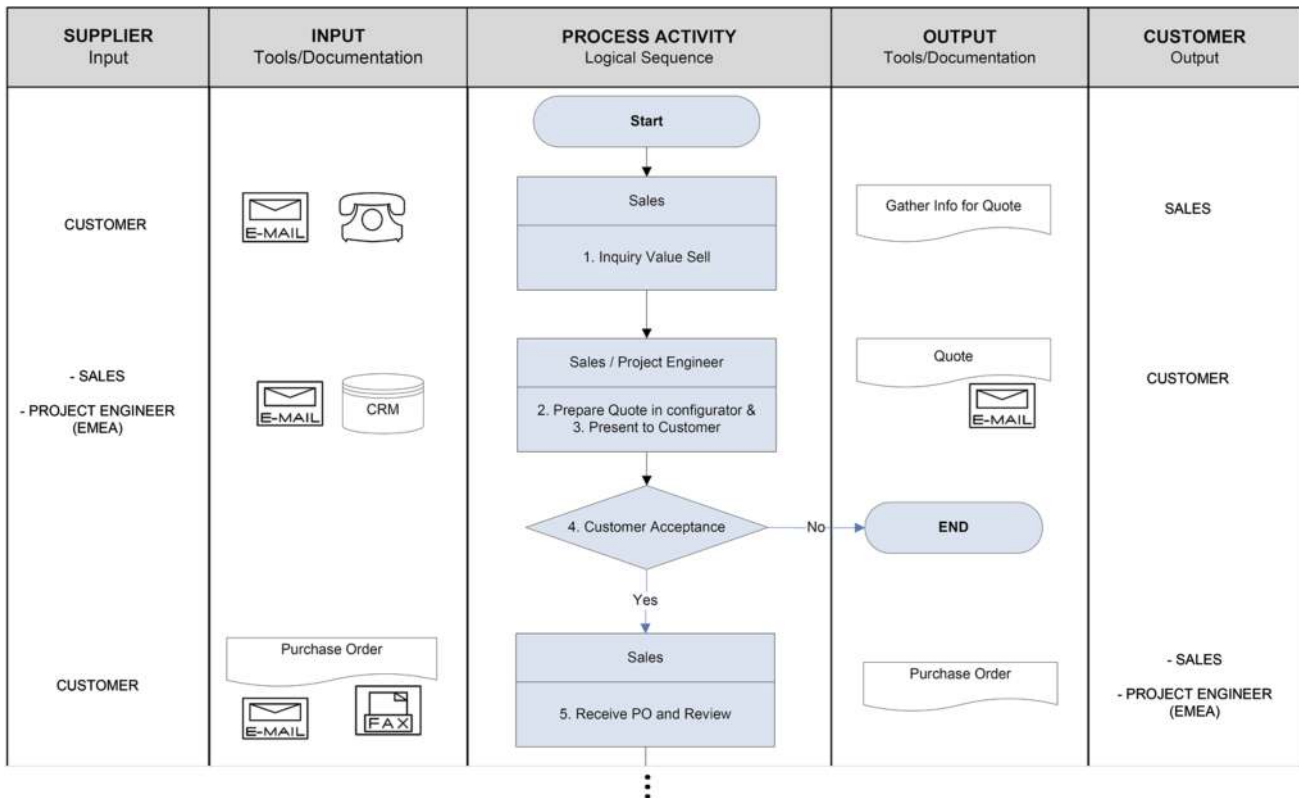 SUPPLIER
Input
INPUT
Tools/Documentation
PROCESS ACTIVITY
Logical Sequence
OUTPUT
Tools/Documentation
CUSTOMER
Output
Start
CUSTOMER
E-MAIL
Sales
1. Inquiry Value Sell
Gather Info for Quote
SALES
- SALES
- PROJECT ENGINEER
(EMEA)
E-MAIL
CRM
Sales / Project Engineer
2. Prepare Quote in configurator &
3. Present to Customer
Quote
E-MAIL
CUSTOMER
4. Customer Acceptance
No
END
Yes
CUSTOMER
Purchase Order
E-MAIL
FAX
Sales
5. Receive PO and Review
Purchase Order
- SALES
- PROJECT ENGINEER
(EMEA)